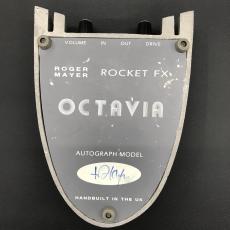 VOLUME IN OUT DRIVE
ROGER MAYER ROCKET FX
OCTAVIA
AUTOGRAPH MODEL
HANDBUILT IN THE UK